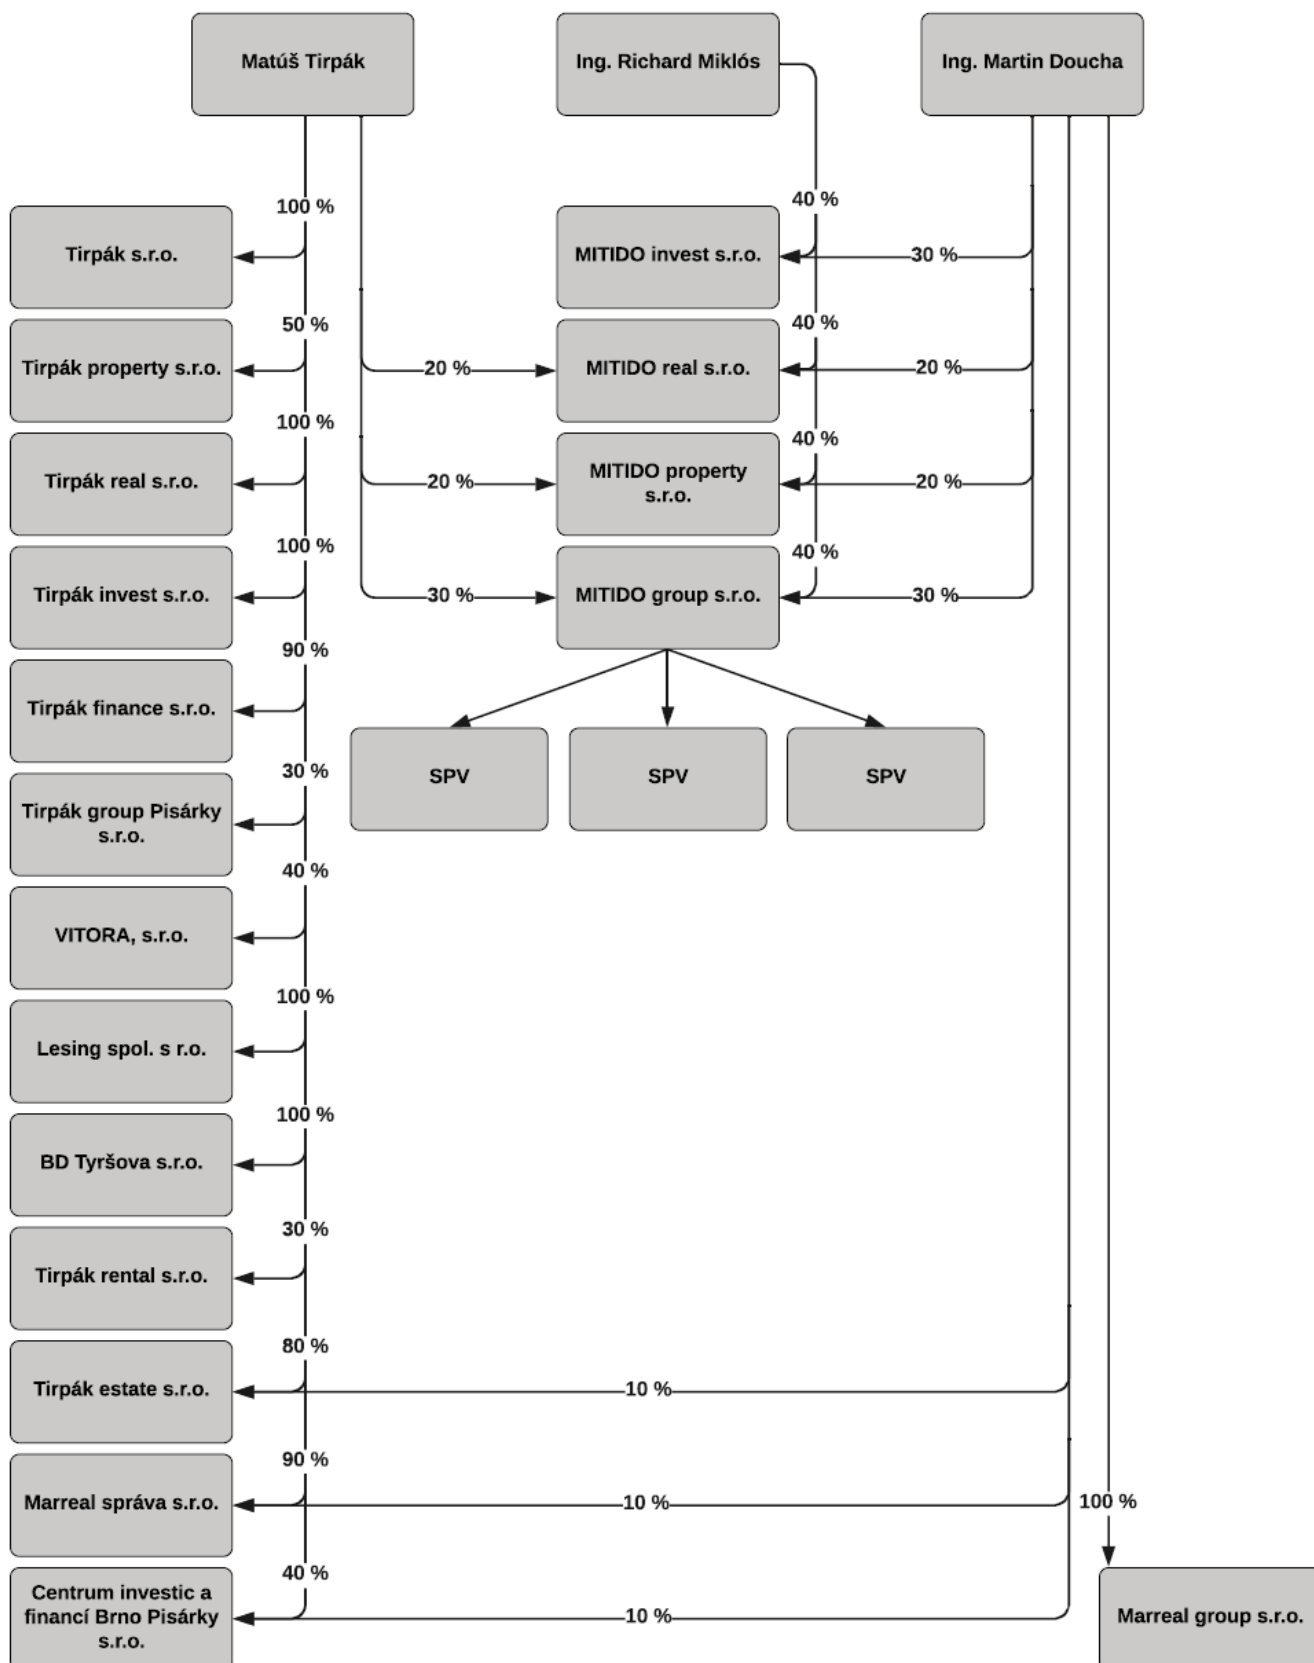 Matúš Tirpák
Ing. Richard Miklós
Ing. Martin Doucha
100 %
40 %
Tirpák s.r.o.
MITIDO invest s.r.o.
30 %
50 %
40 %
Tirpák property s.r.o.
20 %
MITIDO real s.r.o.
20 %
100 %
40 %
Tirpák real s.r.o.
20 %
MITIDO property
s.r.o.
20 %
100 %
40 %
Tirpák invest s.r.o.
30 %
MITIDO group s.r.o.
30 %
90 %
Tirpák finance s.r.o.
SPV
SPV
SPV
30 %
Tirpák group Pisárky
s.r.o.
40 %
VITORA, s.r.o.
100 %
Lesing spol. s r.o.
100 %
BD Tyršova s.r.o.
30 %
Tirpák rental s.r.o.
80 %
Tirpák estate s.r.o.
10 %
90 %
Marreal správa s.r.o.
10 %
100 %
40 %
Centrum investic a
financí Brno Pisárky
s.r.o.
10 %
Marreal group s.r.o.